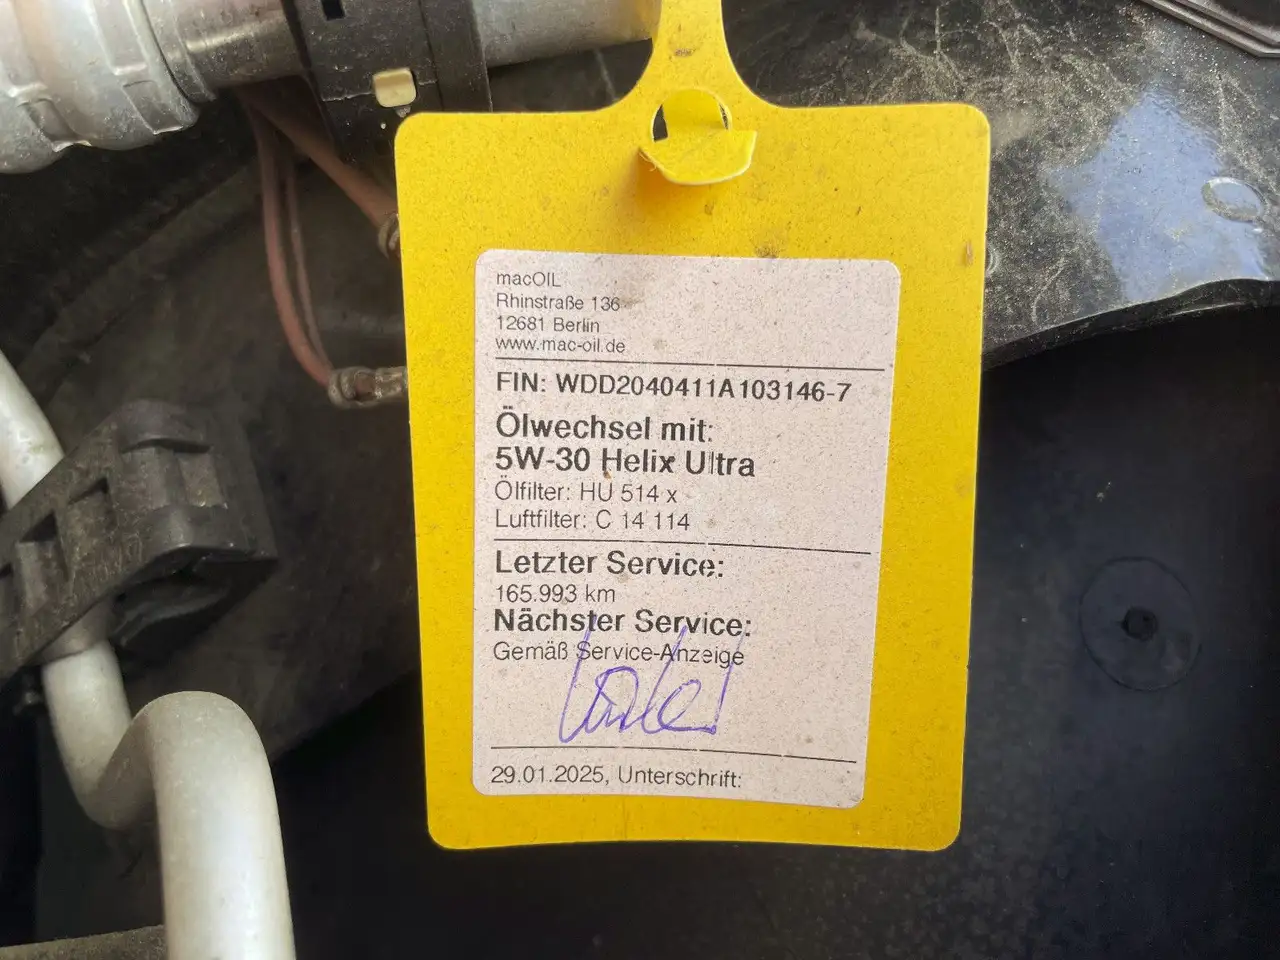 macOIL
Rhinstraße 136
12681 Berlin
www.mac-oil.de
FIN: WDD2040411A103146-7
Ölwechsel mit:
5W-30 Helix Ultra
Ölfilter: HU 514 x
Luftfilter: C 14 114
Letzter Service:
165.993 km
Nächster Service:
Gemäß Service-Anzeige
29.01.2025, Unterschrift: